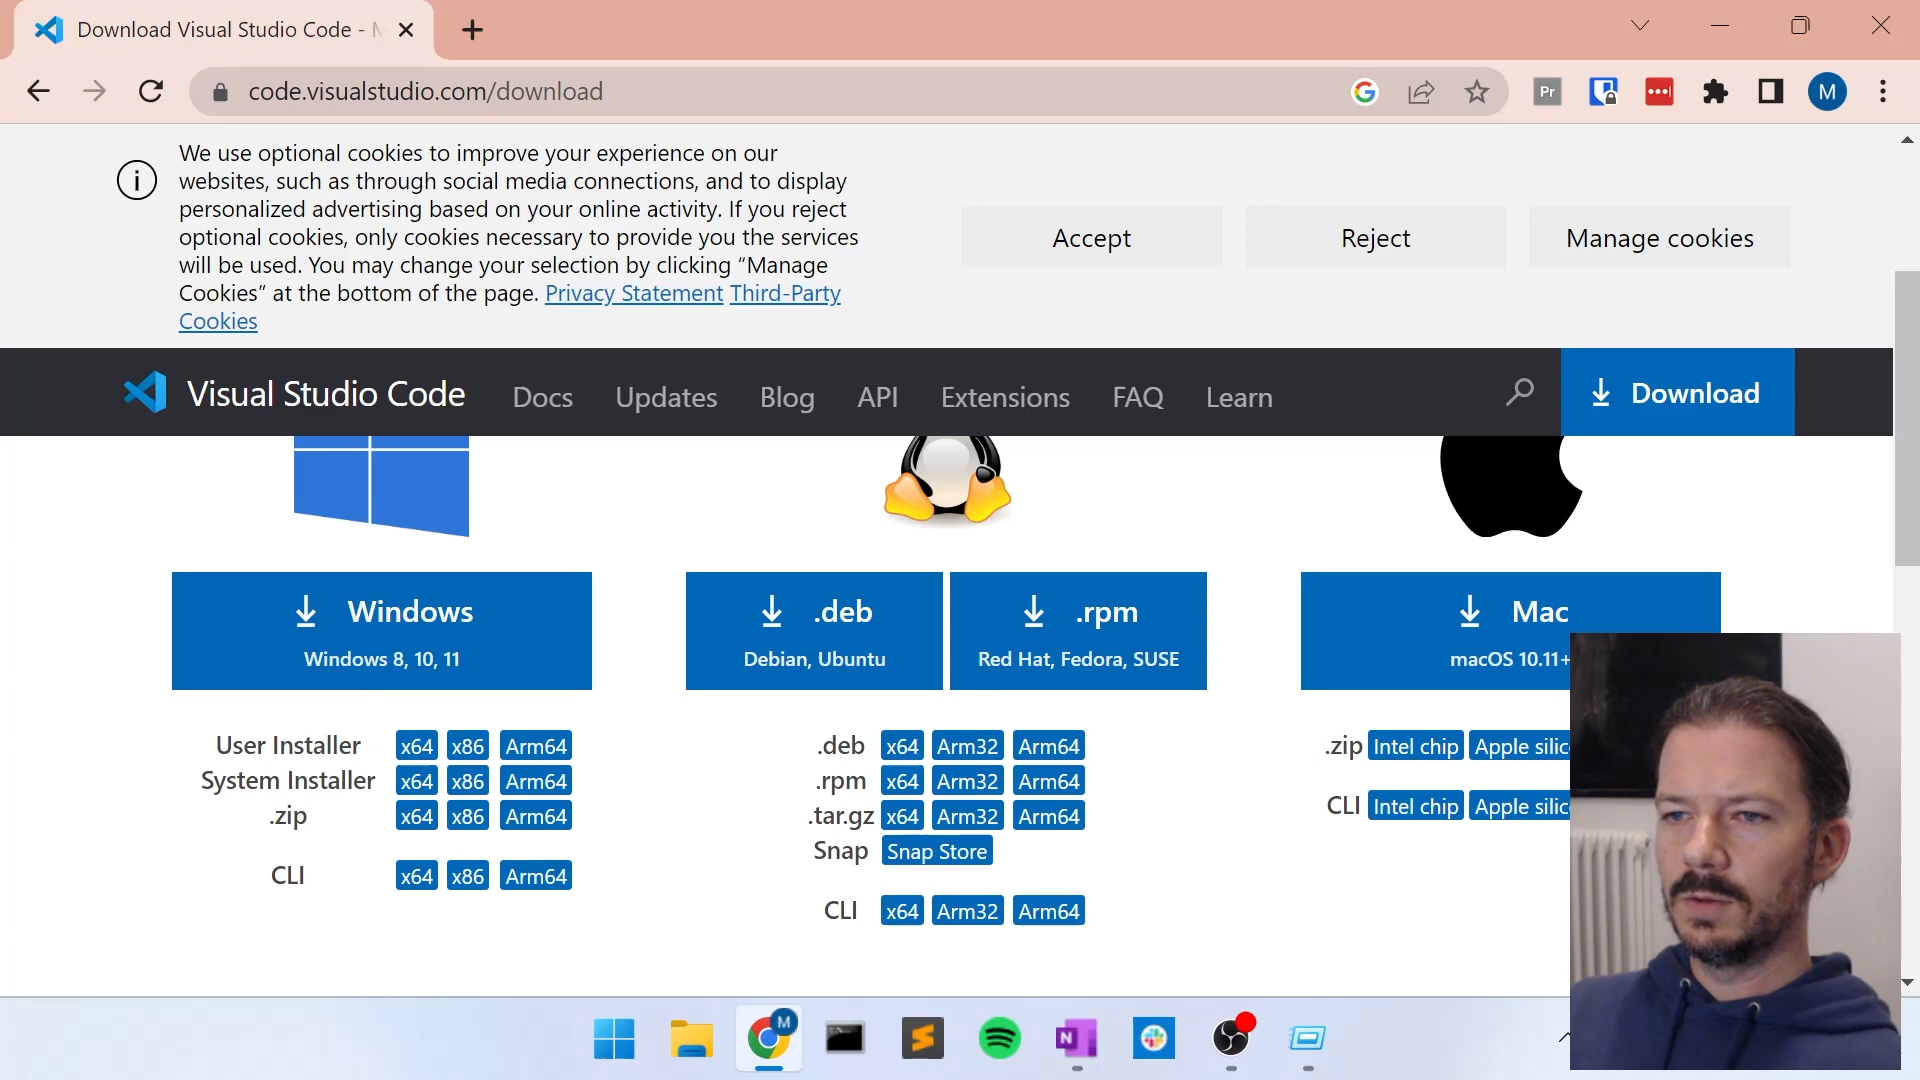 Download Visual Studio Code - M
code.visualstudio.com/download
Pr
M
We use optional cookies to improve your experience on our
websites, such as through social media connections, and to display
personalized advertising based on your online activity. If you reject
optional cookies, only cookies necessary to provide you the services
will be used. You may change your selection by clicking “Manage
Cookies” at the bottom of the page. Privacy Statement Third-Party
Cookies
Accept
Reject
Manage cookies
Visual Studio Code
Docs
Updates
Blog
API
Extensions
FAQ
Learn
Download
Windows
Windows 8, 10, 11
.deb
Debian, Ubuntu
.rpm
Red Hat, Fedora, SUSE
Mac
macOS 10.11+
User Installer x64 x86 Arm64
System Installer x64 x86 Arm64
.zip x64 x86 Arm64
CLI x64 x86 Arm64
.deb x64 Arm32 Arm64
.rpm x64 Arm32 Arm64
.tar.gz x64 Arm32 Arm64
Snap Snap Store
CLI x64 Arm32 Arm64
.zip Intel chip Apple silic
CLI Intel chip Apple silic
M
N